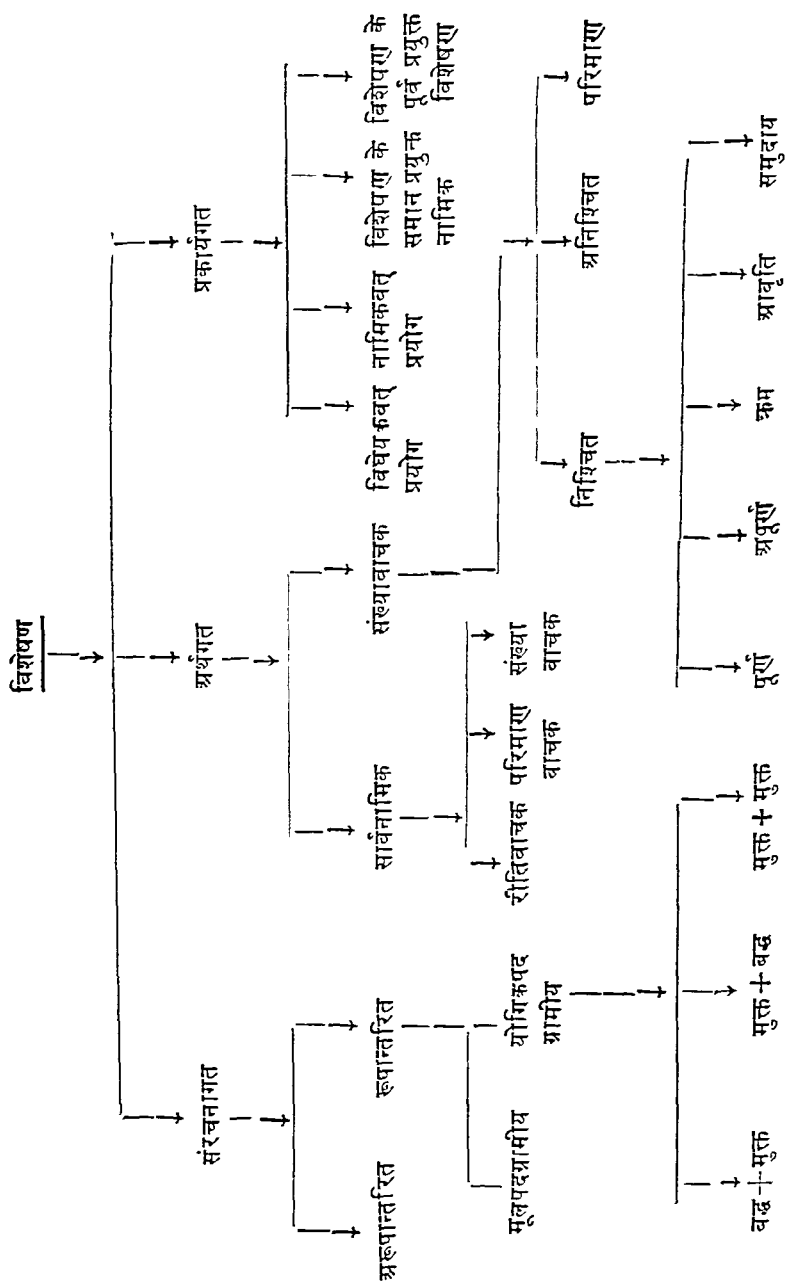 विशेषण
संरचनागत
अर्थगत
प्रकार्यगत
अरूपान्तरित
रूपान्तरित
सार्वनामिक
संख्यावाचक
विधेयकवत्
प्रयोग
नामिकवत्
प्रयोग
विशेषण के
समान प्रयुक्त
नामिक
विशेषण के
पूर्व प्रयुक्त
विशेषण
मूलपदग्रामीय
यौगिकपद
ग्रामीय
रीतिवाचक
परिमाण
वाचक
संख्या
वाचक
निश्चित
अनिश्चित
परिमाण
बद्ध + मुक्त
मुक्त + बद्ध
मुक्त + मुक्त
पूर्ण
अपूर्ण
क्रम
आवृति
समुदाय